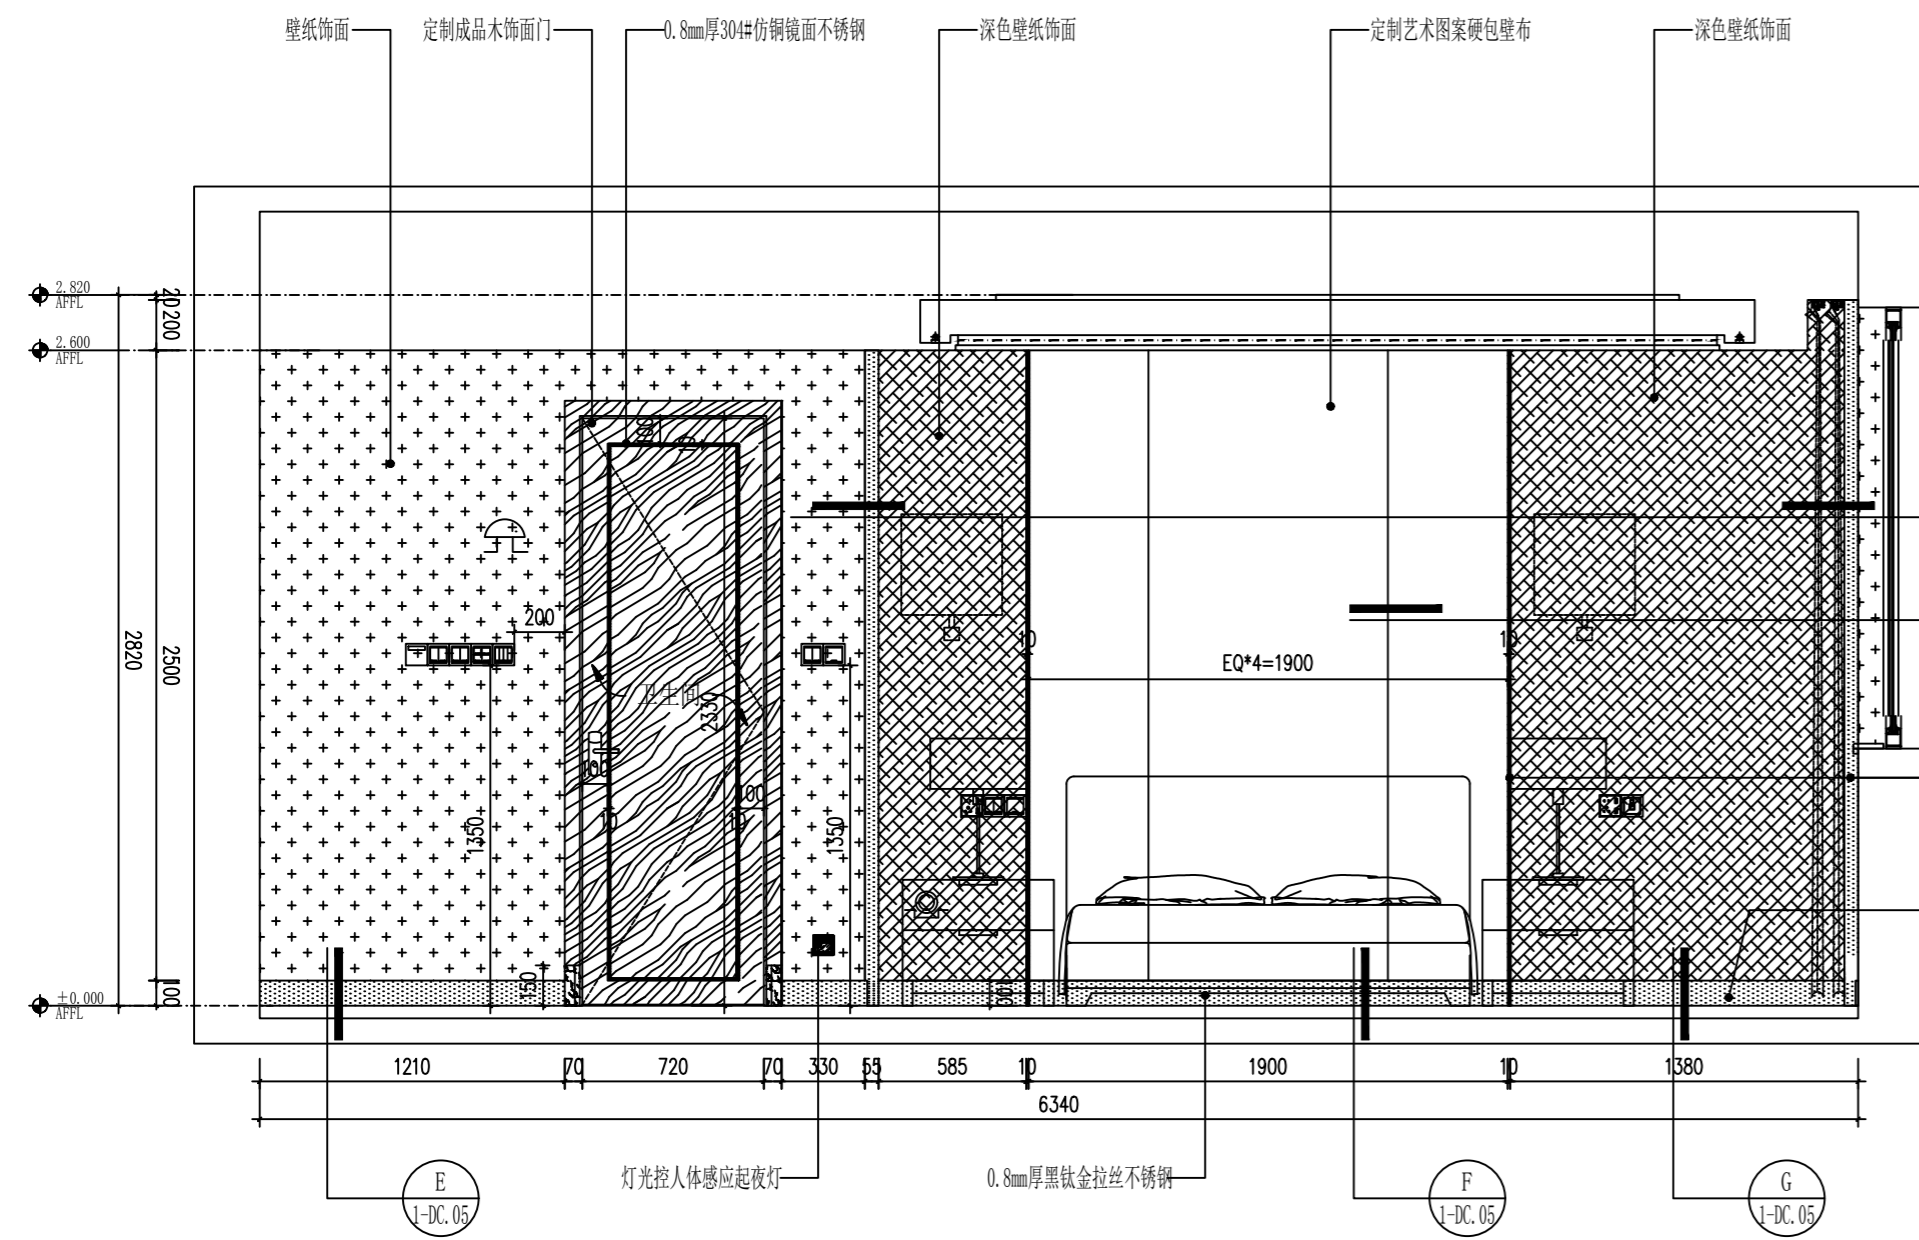 壁纸饰面
定制成品木饰面门
0.8mm厚304#仿铜镜面不锈钢
深色壁纸饰面
定制艺术图案硬包壁布
深色壁纸饰面
2.820
AFFL
20
200
2.600
AFFL
100
10
200
10
10
EQ*4=1900
2820
2500
卫生间
2330
100
100
10
10
1350
1350
150
100
100
±0.000
AFFL
1210
70
720
70
330
55
585
10
1900
10
1380
6340
灯光控人体感应起夜灯
0.8mm厚黑钛金拉丝不锈钢
E
1-DC.05
F
1-DC.05
G
1-DC.05